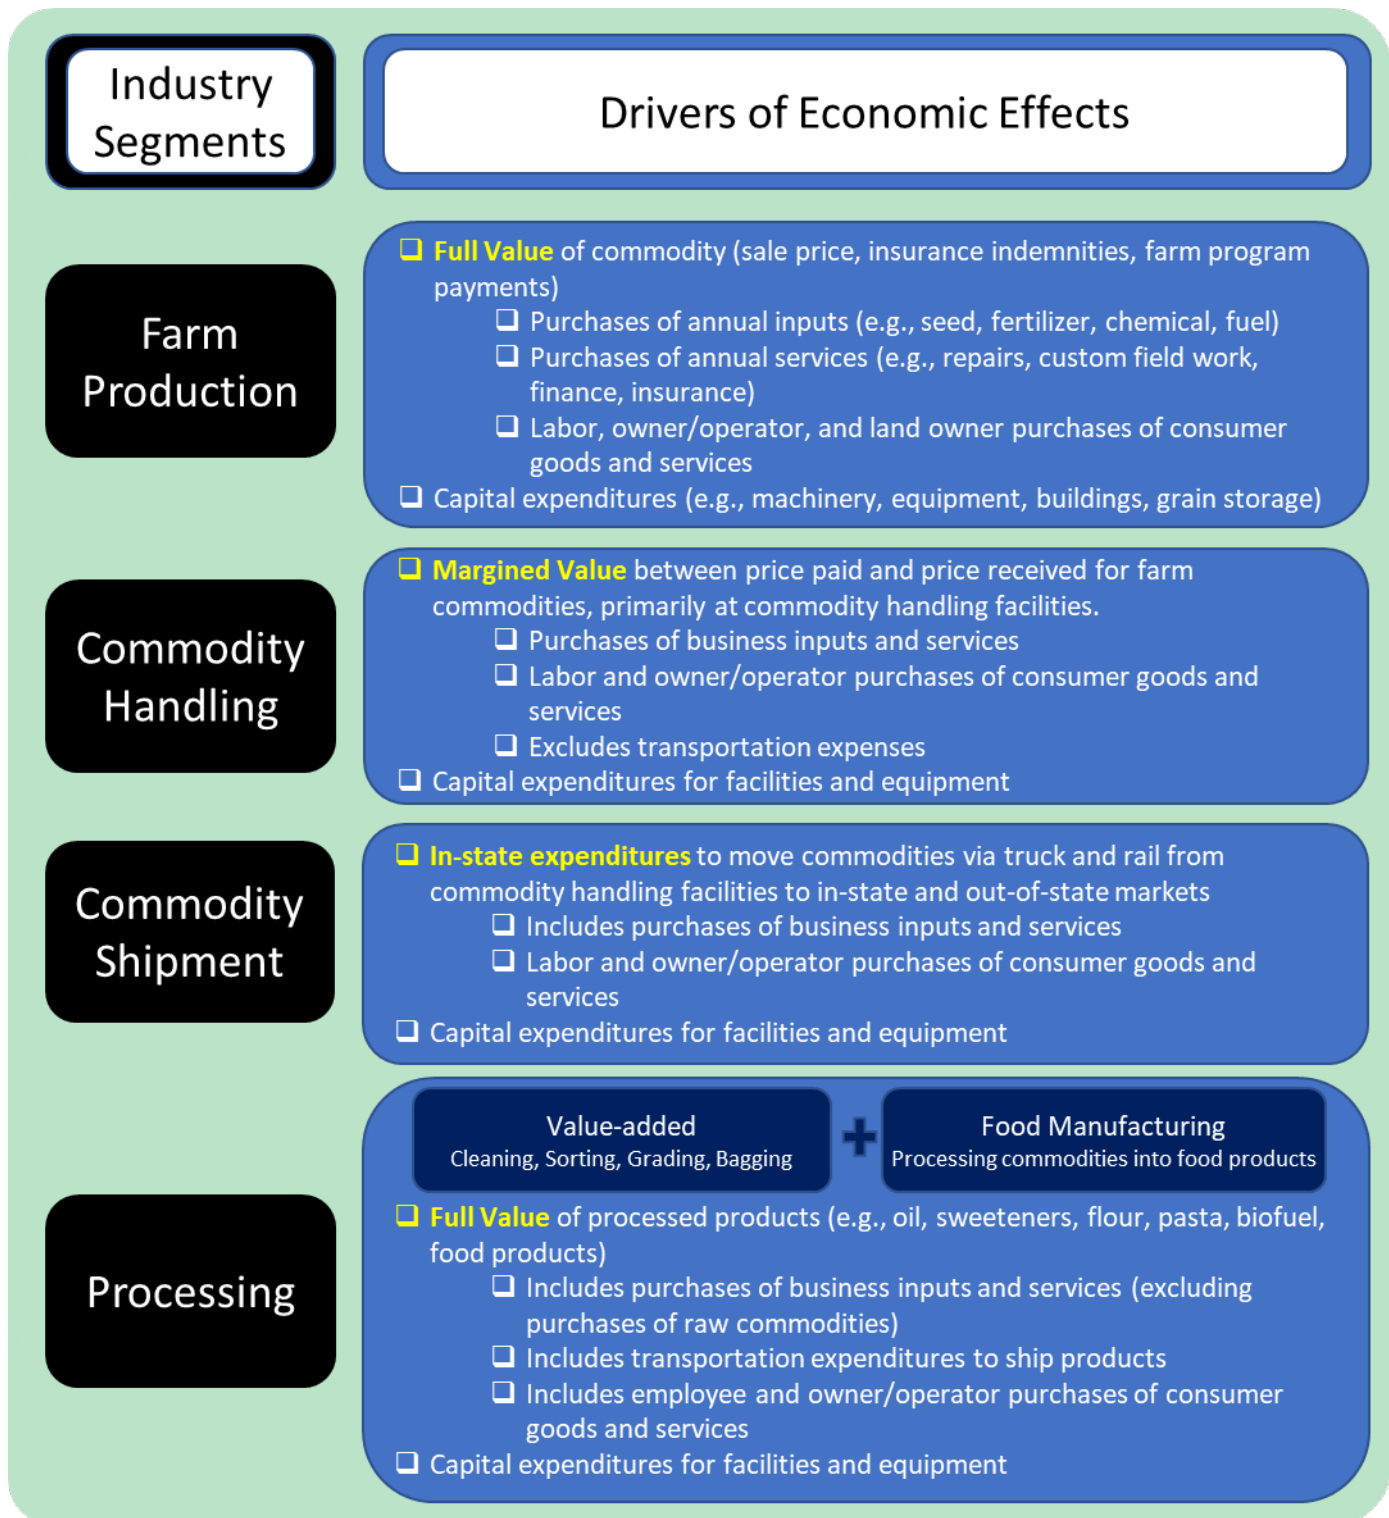 Industry
Segments
Drivers of Economic Effects
Farm
Production
❑ Full Value of commodity (sale price, insurance indemnities, farm program
payments)
❑ Purchases of annual inputs (e.g., seed, fertilizer, chemical, fuel)
❑ Purchases of annual services (e.g., repairs, custom field work,
finance, insurance)
❑ Labor, owner/operator, and land owner purchases of consumer
goods and services
❑ Capital expenditures (e.g., machinery, equipment, buildings, grain storage)
Commodity
Handling
❑ Margined Value between price paid and price received for farm
commodities, primarily at commodity handling facilities.
❑ Purchases of business inputs and services
❑ Labor and owner/operator purchases of consumer goods and
services
❑ Excludes transportation expenses
❑ Capital expenditures for facilities and equipment
Commodity
Shipment
❑ In-state expenditures to move commodities via truck and rail from
commodity handling facilities to in-state and out-of-state markets
❑ Includes purchases of business inputs and services
❑ Labor and owner/operator purchases of consumer goods and
services
❑ Capital expenditures for facilities and equipment
Processing
Value-added
Cleaning, Sorting, Grading, Bagging
+
Food Manufacturing
Processing commodities into food products
❑ Full Value of processed products (e.g., oil, sweeteners, flour, pasta, biofuel,
food products)
❑ Includes purchases of business inputs and services (excluding
purchases of raw commodities)
❑ Includes transportation expenditures to ship products
❑ Includes employee and owner/operator purchases of consumer
goods and services
❑ Capital expenditures for facilities and equipment